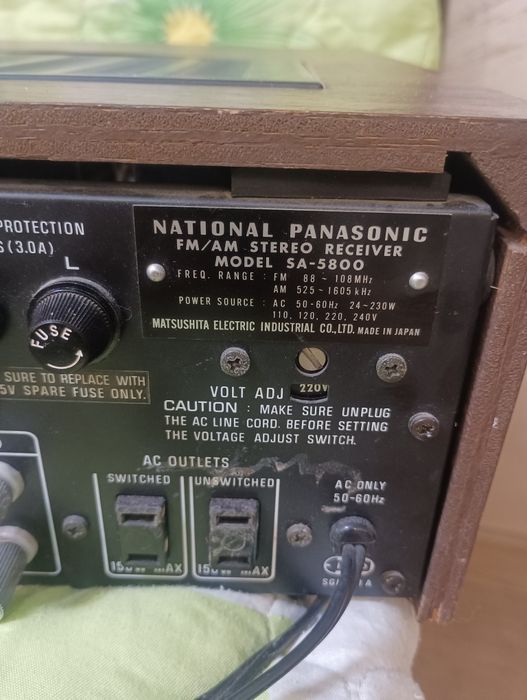 PROTECTION
S (3.0A)
L
FUSE
SURE TO REPLACE WITH
5V SPARE FUSE ONLY.
NATIONAL PANASONIC
FM/AM STEREO RECEIVER
MODEL SA-5800
FREQ. RANGE : FM 88 - 108MHz
AM 525 - 1605kHz
POWER SOURCE : AC 50-60Hz 24-230W
110, 120, 220, 240V
MATSUSHITA ELECTRIC INDUSTRIAL CO., LTD. MADE IN JAPAN
VOLT ADJ 220V
CAUTION : MAKE SURE UNPLUG
THE AC LINE CORD. BEFORE SETTING
THE VOLTAGE ADJUST SWITCH.
AC OUTLETS
SWITCHED
UNSWITCHED
AC ONLY
50-60Hz